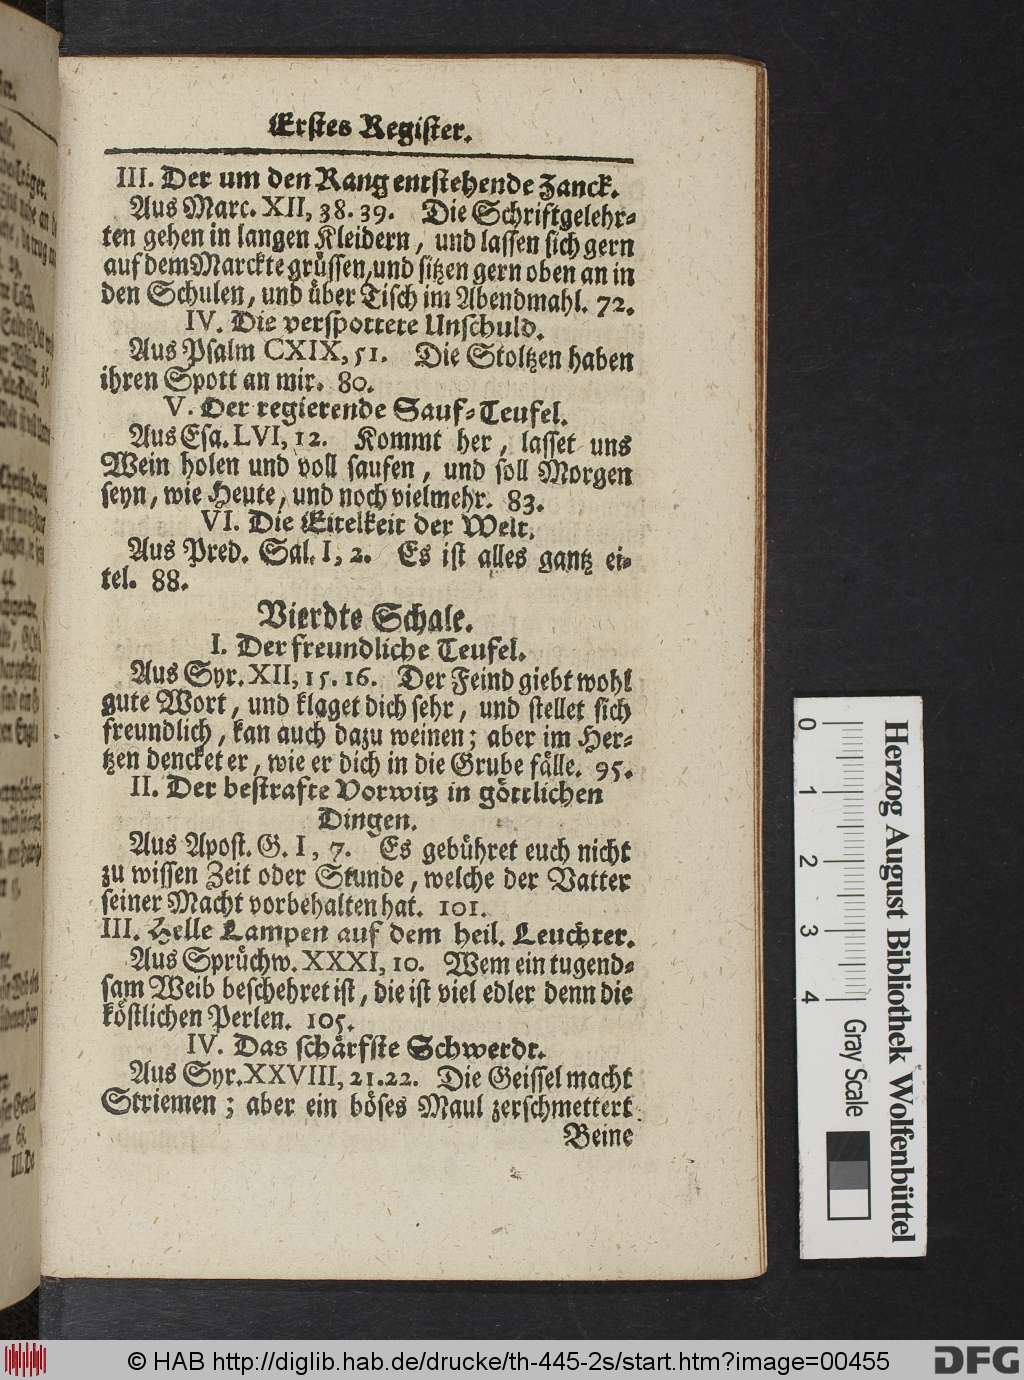 Erstes Register.
III. Der um den Rang entstehende Zanck.
Aus Marc. XII, 38. 39. Die Schriftgelehr-
ten gehen in langen Kleidern, und lassen sich gern
auf dem Marckte grüssen, und sitzen gern oben an in
den Schulen, und über Tisch im Abendmahl. 72.
IV. Die verspottete Unschuld.
Aus Psalm CXIX, 51. Die Stoltzen haben
ihren Spott an mir. 80.
V. Der regierende Sauf-Teufel.
Aus Esa. LVI, 12. Kommt her, lasset uns
Wein holen und voll saufen, und soll Morgen
seyn, wie Heute, und noch vielmehr. 83.
VI. Die Eitelkeit der Welt.
Aus Pred. Sal. I, 2. Es ist alles gantz ei-
tel. 88.
Vierdte Schale.
I. Der freundliche Teufel.
Aus Syr. XII, 15. 16. Der Feind giebt wohl
gute Wort, und klaget dich sehr, und stellet sich
freundlich, kan auch dazu weinen; aber im Her-
tzen dencket er, wie er dich in die Grube fälle. 95.
II. Der bestrafte Vorwitz in göttlichen
Dingen.
Aus Apost. G. I, 7. Es gebühret euch nicht
zu wissen Zeit oder Stunde, welche der Vatter
seiner Macht vorbehalten hat. 101.
III. Helle Lampen auf dem heil. Leuchter.
Aus Sprüchw. XXXI, 10. Wem ein tugend-
sam Weib beschehret ist, die ist viel edler denn die
köstlichen Perlen. 105.
IV. Das schärfste Schwerdt.
Aus Syr. XXVIII, 21. 22. Die Geissel macht
Striemen; aber ein böses Maul zerschmettert
Beine
0 1 2 3 4 Gray Scale
Herzog August Bibliothek Wolfenbüttel
© HAB http://diglib.hab.de/drucke/th-445-2s/start.htm?image=00455
DFG